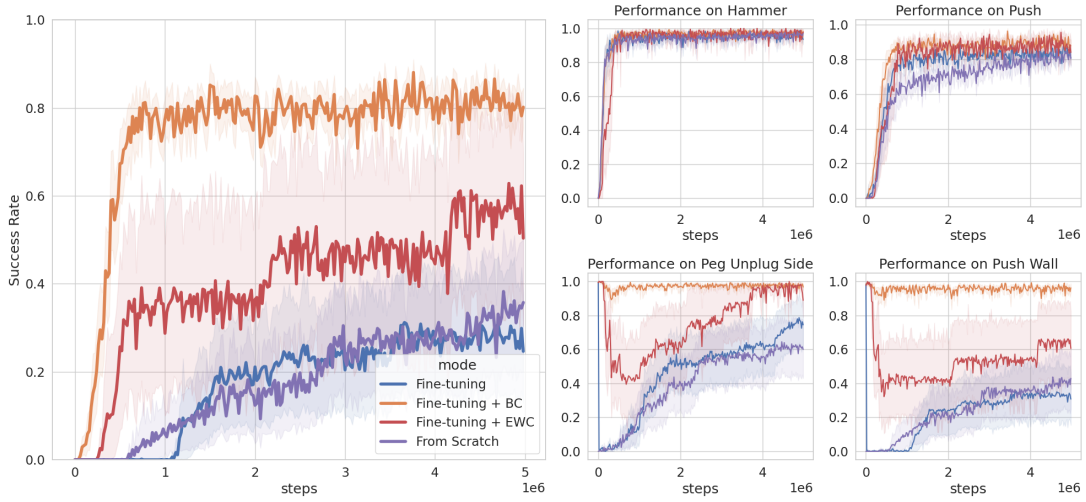 Success Rate
1.0
0.8
0.6
0.4
0.2
0.0
0
1
2
3
4
5
1e6
steps
mode
Fine-tuning
Fine-tuning + BC
Fine-tuning + EWC
From Scratch
Performance on Hammer
1.0
0.8
0.6
0.4
0.2
0.0
0
2
4
steps
1e6
Performance on Push
1.0
0.8
0.6
0.4
0.2
0.0
0
2
4
steps
1e6
Performance on Peg Unplug Side
1.0
0.8
0.6
0.4
0.2
0.0
0
2
4
steps
1e6
Performance on Push Wall
1.0
0.8
0.6
0.4
0.2
0.0
0
2
4
steps
1e6